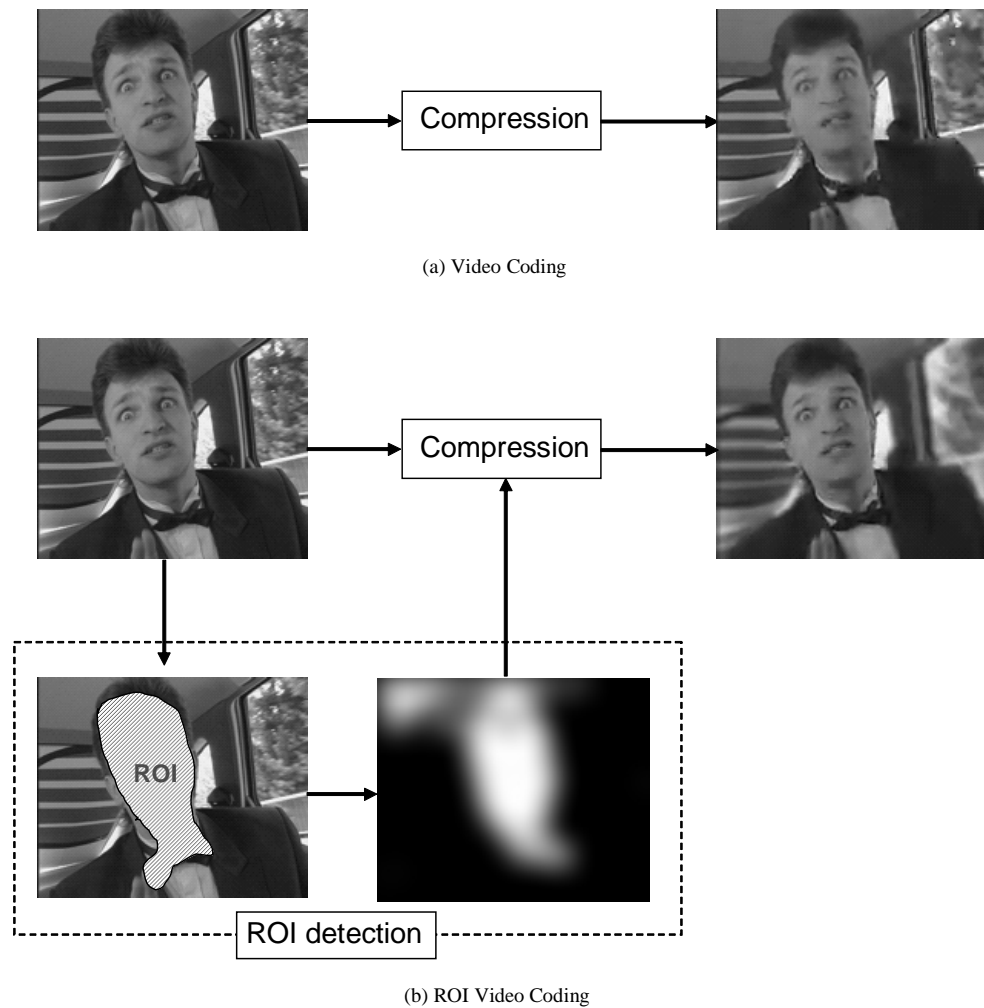 Compression
(a) Video Coding
Compression
ROI
ROI detection
(b) ROI Video Coding